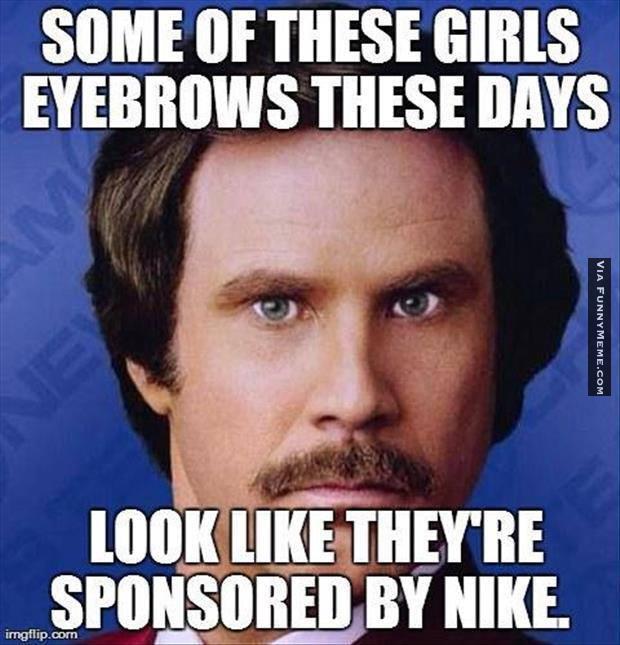 SOME OF THESE GIRLS
EYEBROWS THESE DAYS
VIA FUNNYMEME.COM
LOOK LIKE THEY'RE
SPONSORED BY NIKE.
imgflip.com